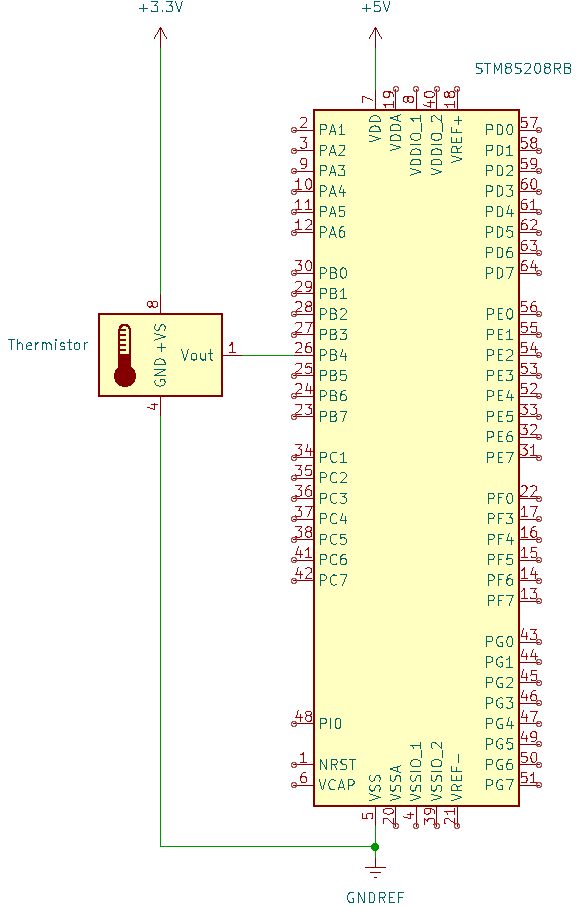 +3.3V
+5V
STM8S208RB
7
VDD
19
VDDA
8
VDDIO_1
40
VDDIO_2
18
VREF+
2 PA1
3 PA2
9 PA3
10 PA4
11 PA5
12 PA6
30 PB0
29 PB1
28 PB2
27 PB3
26 PB4
25 PB5
24 PB6
23 PB7
34 PC1
35 PC2
36 PC3
37 PC4
38 PC5
41 PC6
42 PC7
48 PI0
1 NRST
6 VCAP
PD0 57
PD1 58
PD2 59
PD3 60
PD4 61
PD5 62
PD6 63
PD7 64
PE0 56
PE1 55
PE2 54
PE3 53
PE4 52
PE5 33
PE6 32
PE7 31
PF0 22
PF3 17
PF4 16
PF5 15
PF6 14
PF7 13
PG0 43
PG1 44
PG2 45
PG3 46
PG4 47
PG5 49
PG6 50
PG7 51
VSS
5
VSSA
20
VSSIO_1
4
VSSIO_2
39
VREF-
21
Thermistor
8
+VS
GND
4
Vout 1
GNDREF